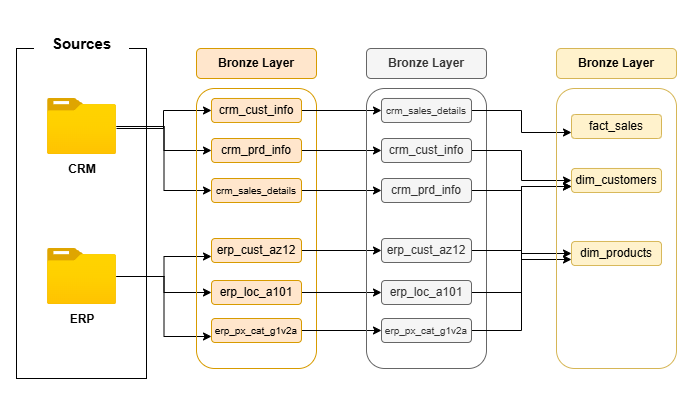 Sources
CRM
ERP
Bronze Layer
crm_cust_info
crm_prd_info
crm_sales_details
erp_cust_az12
erp_loc_a101
erp_px_cat_g1v2a
Bronze Layer
crm_sales_details
crm_cust_info
crm_prd_info
erp_cust_az12
erp_loc_a101
erp_px_cat_g1v2a
Bronze Layer
fact_sales
dim_customers
dim_products